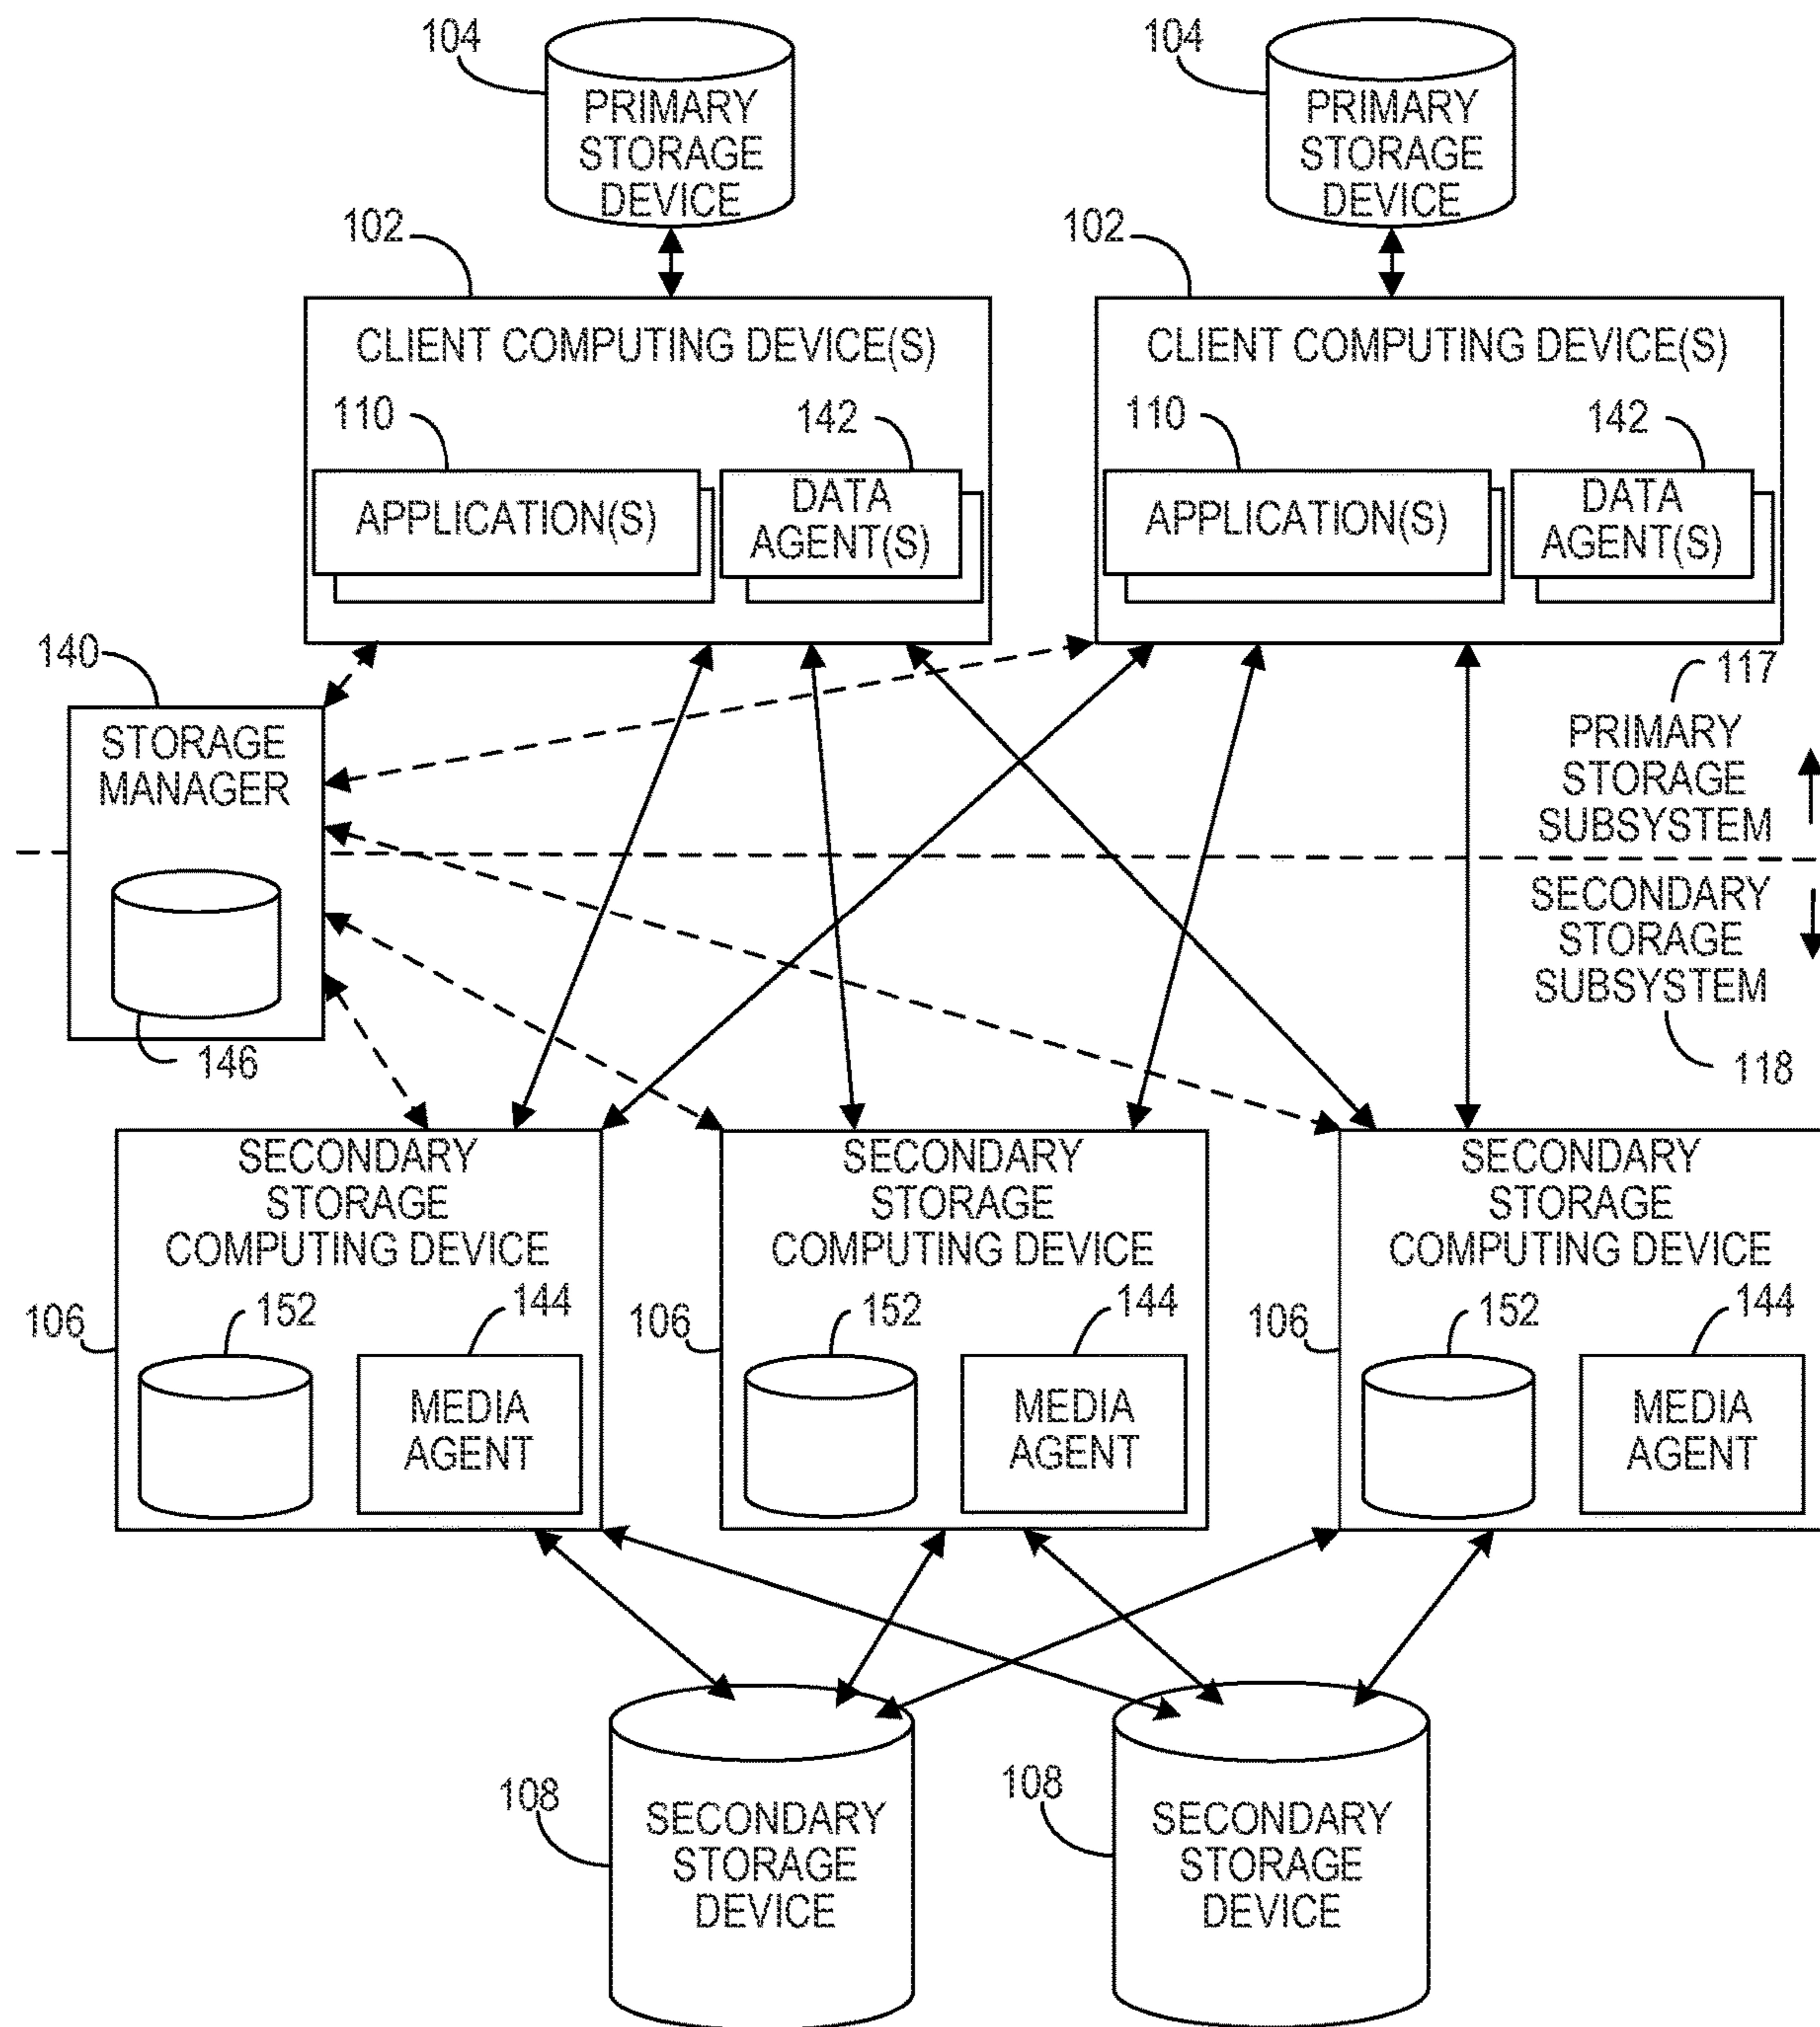 104
104
PRIMARY
STORAGE
DEVICE
PRIMARY
STORAGE
DEVICE
102
102
CLIENT COMPUTING DEVICE(S)
CLIENT COMPUTING DEVICE(S)
110
142
110
142
APPLICATION(S)
DATA
AGENT(S)
APPLICATION(S)
DATA
AGENT(S)
140
117
STORAGE
MANAGER
PRIMARY
STORAGE
SUBSYSTEM
SECONDARY
STORAGE
SUBSYSTEM
146
118
SECONDARY
STORAGE
COMPUTING DEVICE
SECONDARY
STORAGE
COMPUTING DEVICE
SECONDARY
STORAGE
COMPUTING DEVICE
106
152
144
106
152
144
106
152
144
MEDIA
AGENT
MEDIA
AGENT
MEDIA
AGENT
108
108
SECONDARY
STORAGE
DEVICE
SECONDARY
STORAGE
DEVICE